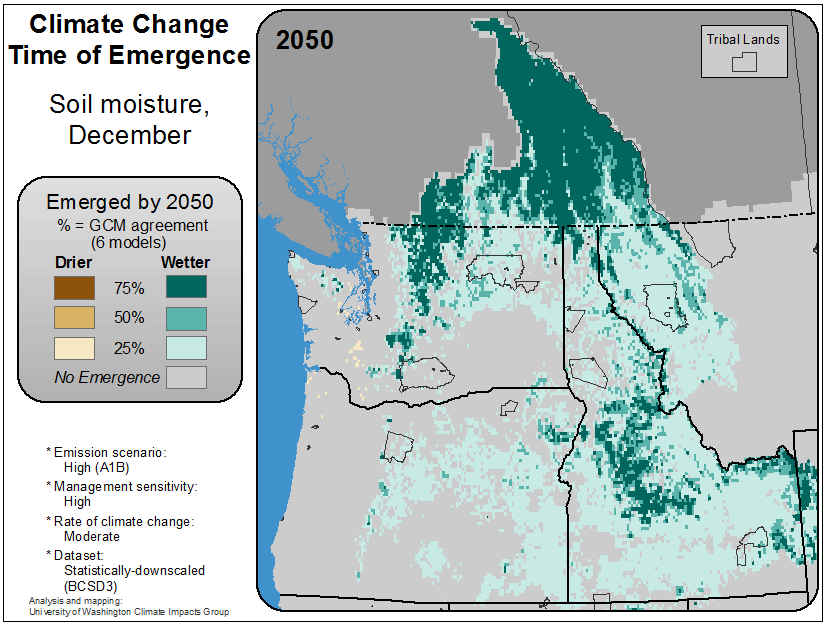 Climate Change
Time of Emergence
Soil moisture,
December
Emerged by 2050
% = GCM agreement
(6 models)
Drier Wetter
75%
50%
25%
No Emergence
* Emission scenario:
High (A1B)
* Management sensitivity:
High
* Rate of climate change:
Moderate
* Dataset:
Statistically-downscaled
(BCSD3)
Analysis and mapping:
University of Washington Climate Impacts Group
2050
Tribal Lands